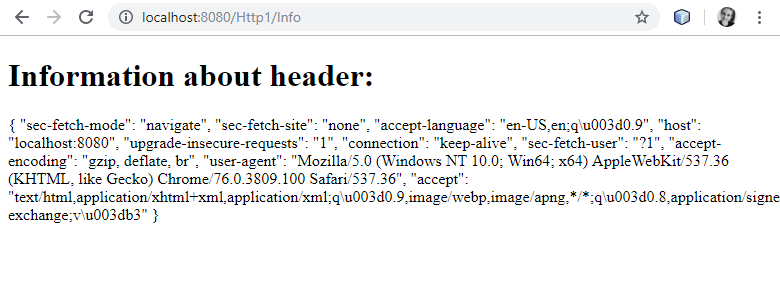 localhost:8080/Http1/Info
Information about header:
{ "sec-fetch-mode": "navigate", "sec-fetch-site": "none", "accept-language": "en-US,en;q\u003d0.9", "host":
"localhost:8080", "upgrade-insecure-requests": "1", "connection": "keep-alive", "sec-fetch-user": "?1", "accept-
encoding": "gzip, deflate, br", "user-agent": "Mozilla/5.0 (Windows NT 10.0; Win64; x64) AppleWebKit/537.36
(KHTML, like Gecko) Chrome/76.0.3809.100 Safari/537.36", "accept":
"text/html,application/xhtml+xml,application/xml;q\u003d0.9,image/webp,image/apng,*/*;q\u003d0.8,application/signe
exchange;v\u003db3" }